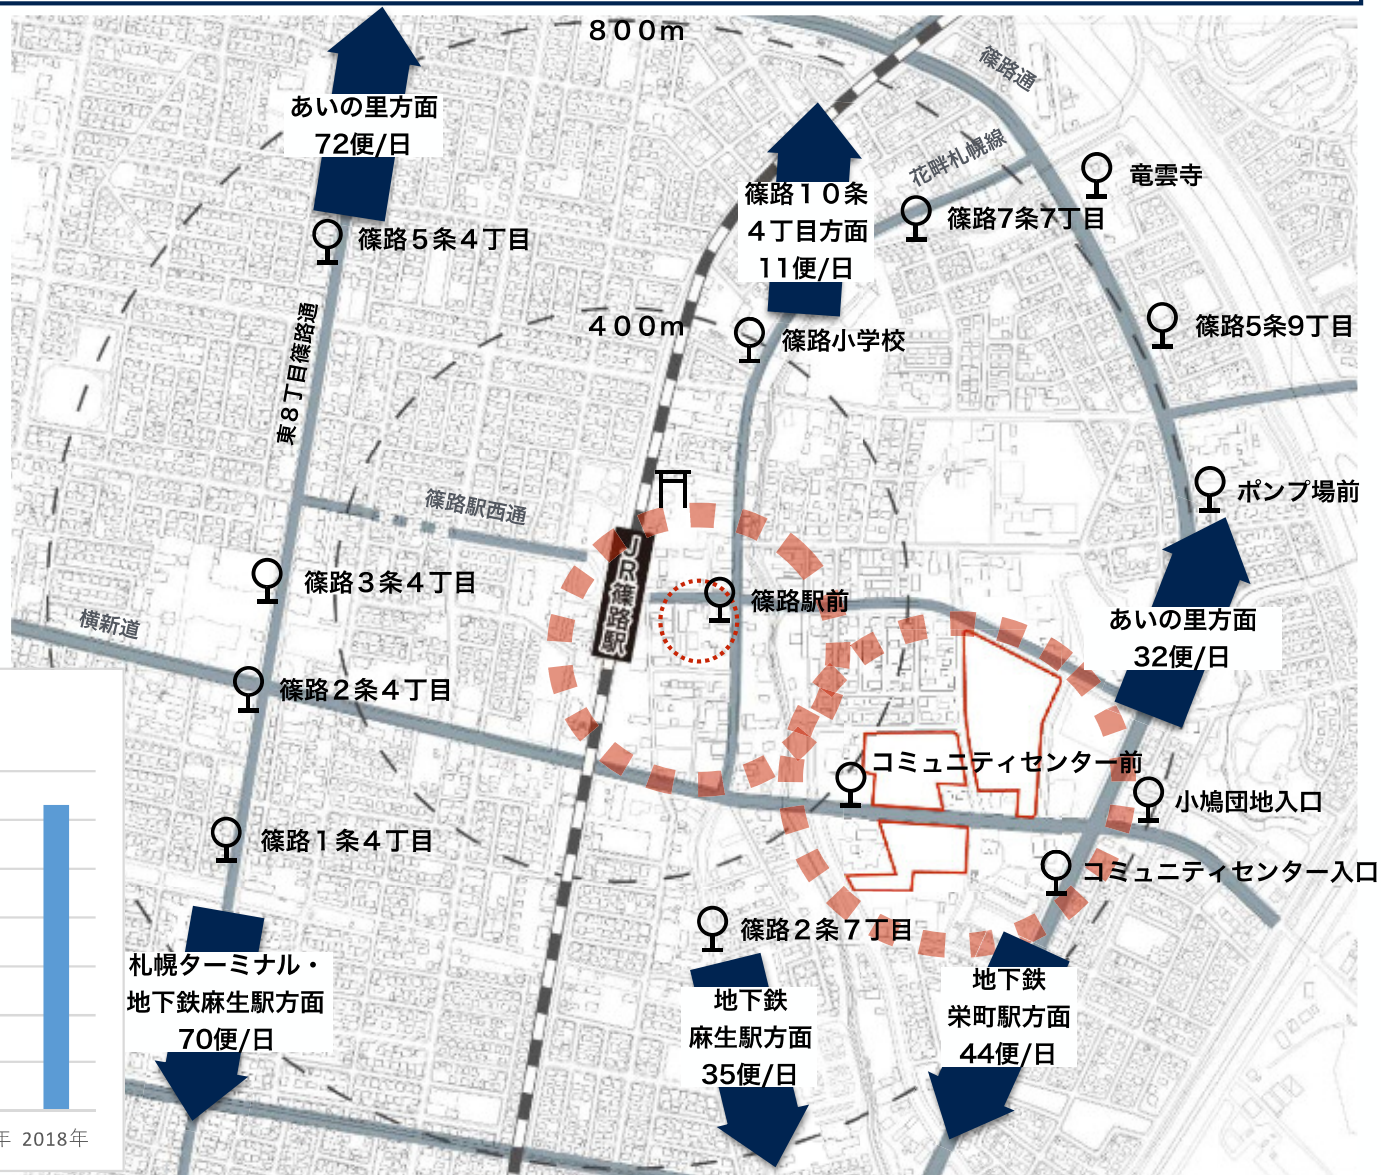 800m
篠路通
あいの里方面
72便/日
花畔札幌線
竜雲寺
篠路10条
4丁目方面
11便/日
篠路7条7丁目
篠路5条4丁目
東8丁目篠路通
400m
篠路小学校
篠路5条9丁目
篠路駅西通
ポンプ場前
JR篠路駅
篠路3条4丁目
篠路駅前
横新道
あいの里方面
32便/日
篠路2条4丁目
コミュニティセンター前
小鳩団地入口
篠路1条4丁目
コミュニティセンター入口
篠路2条7丁目
札幌ターミナル・
地下鉄麻生駅方面
70便/日
地下鉄
麻生駅方面
35便/日
地下鉄
栄町駅方面
44便/日
年 2018年